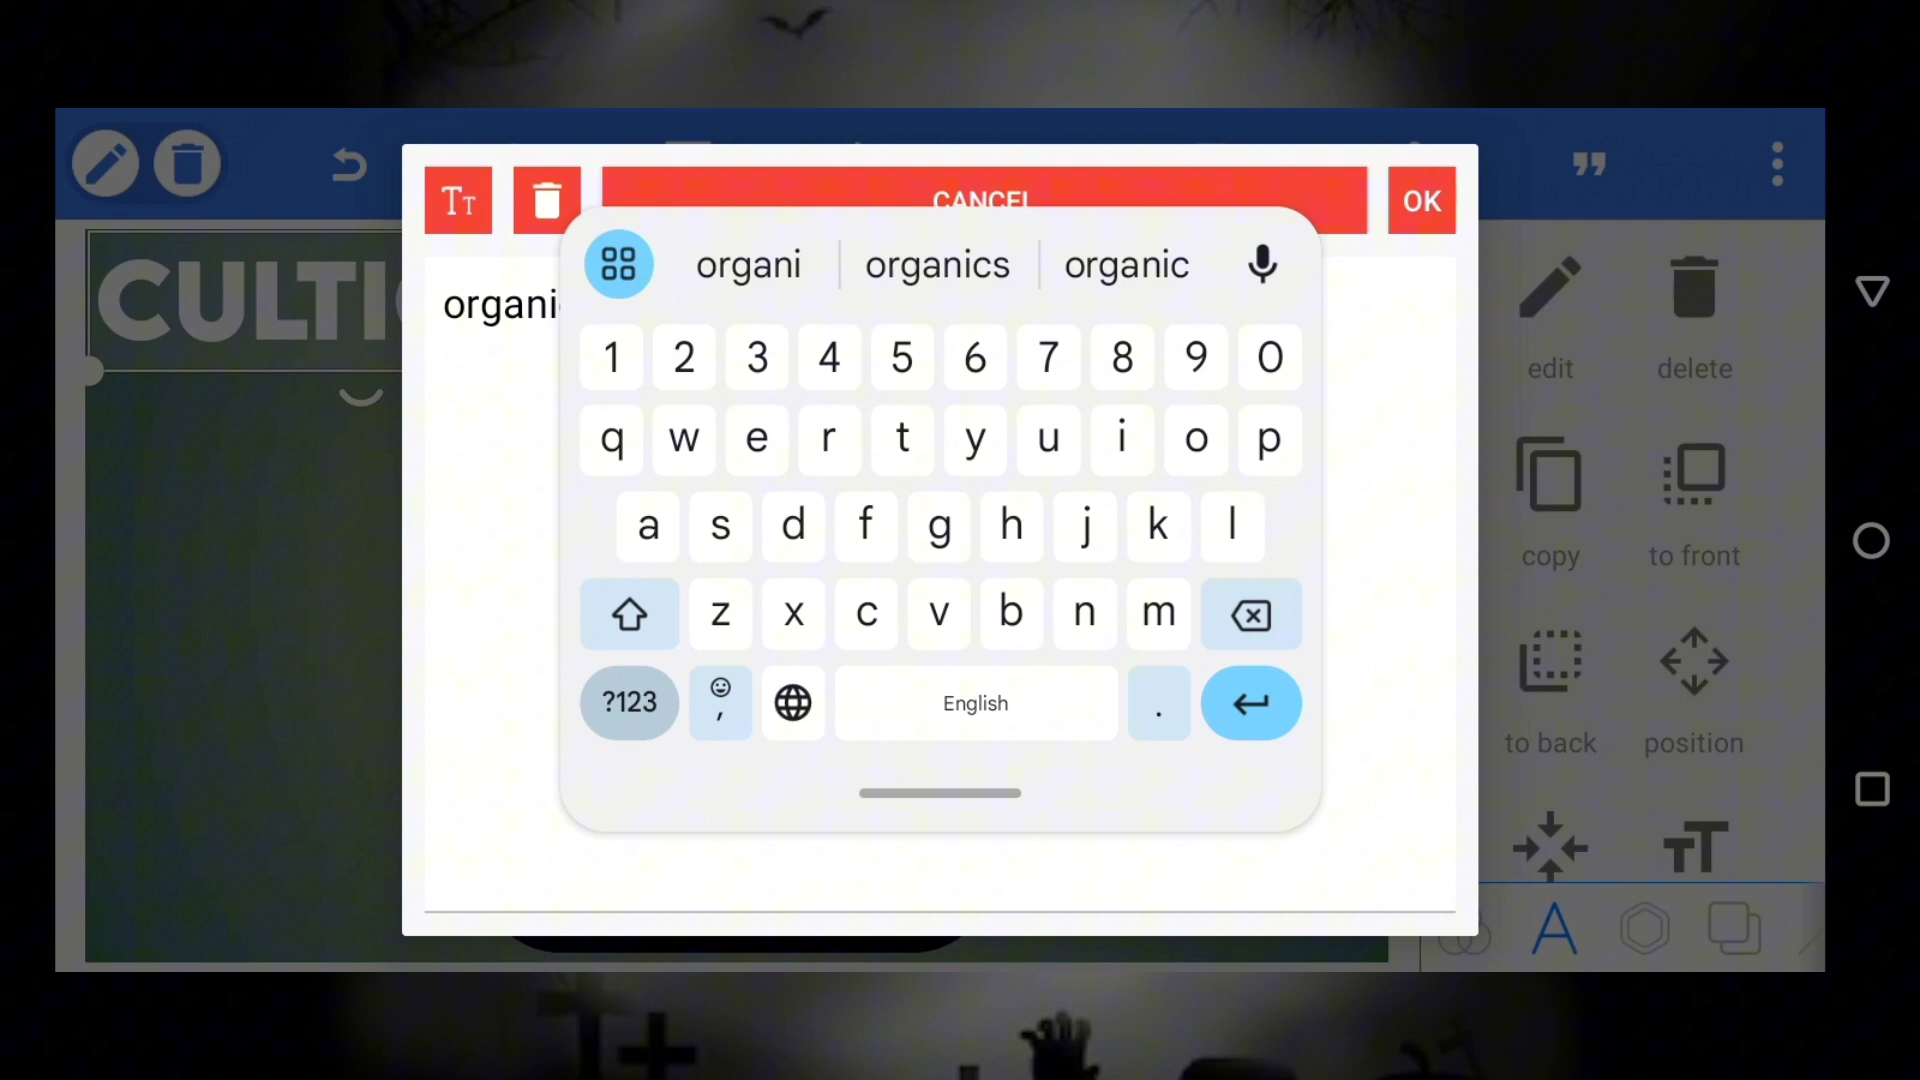 CANCEL
OK
CULTI
organi
organi organics organic
1 2 3 4 5 6 7 8 9 0
q w e r t y u i o p
a s d f g h j k l
z x c v b n m
?123 , English .
edit delete
copy to front
to back position